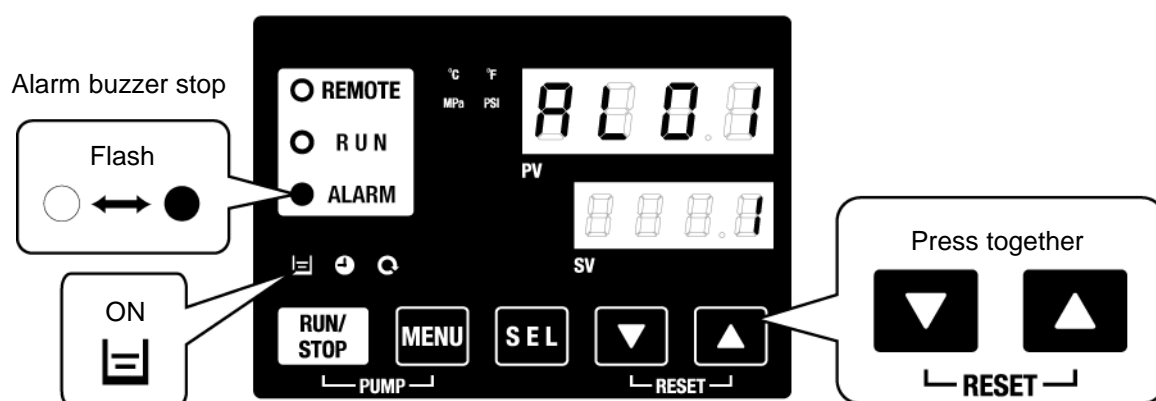 Alarm buzzer stop
Flash
ON
REMOTE
RUN
ALARM
°C °F
MPa PSI
AL01
PV
1
SV
RUN/
STOP
MENU
SEL
PUMP
RESET
Press together
RESET